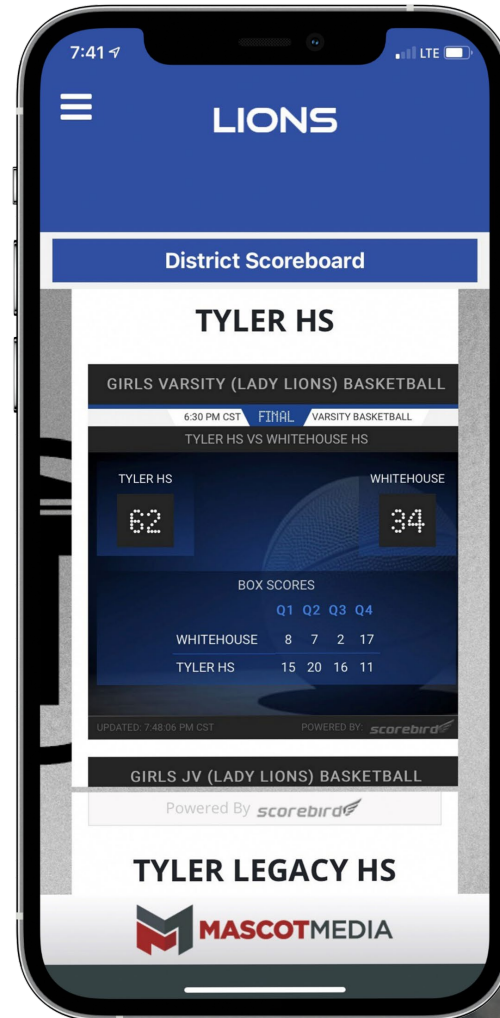 7:41 LTE
LIONS
District Scoreboard
TYLER HS
GIRLS VARSITY (LADY LIONS) BASKETBALL
6:30 PM CST FINAL VARSITY BASKETBALL
TYLER HS VS WHITEHOUSE HS
TYLER HS WHITEHOUSE
62 34
BOX SCORES
Q1 Q2 Q3 Q4
WHITEHOUSE 8 7 2 17
TYLER HS 15 20 16 11
UPDATED: 7:48:06 PM CST POWERED BY: scorebird
GIRLS JV (LADY LIONS) BASKETBALL
Powered By scorebird
TYLER LEGACY HS
MASCOTMEDIA